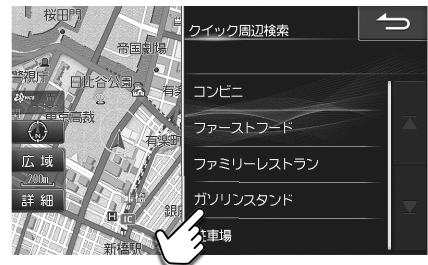 クイック周辺検索
コンビニ
ファーストフード
ファミリーレストラン
ガソリンスタンド
車場
桜田門
帝国劇場
警視庁
日比谷公園
有楽町
広域
200m
詳細
IC
新橋駅